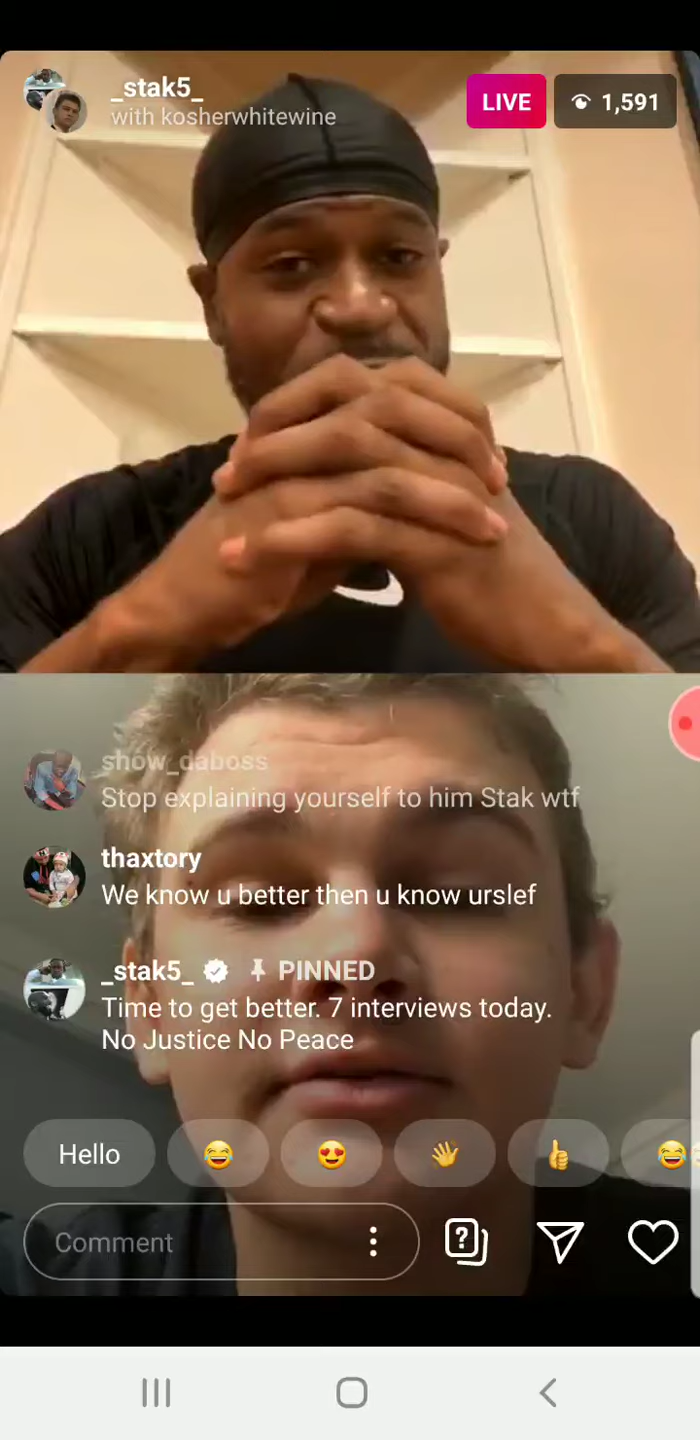 _stak5_
with kosherwhitewine
LIVE
1,591
show_daboss
Stop explaining yourself to him Stak wtf
thaxtory
We know u better then u know urslef
_stak5_ PINNED
Time to get better. 7 interviews today.
No Justice No Peace
Hello
Comment